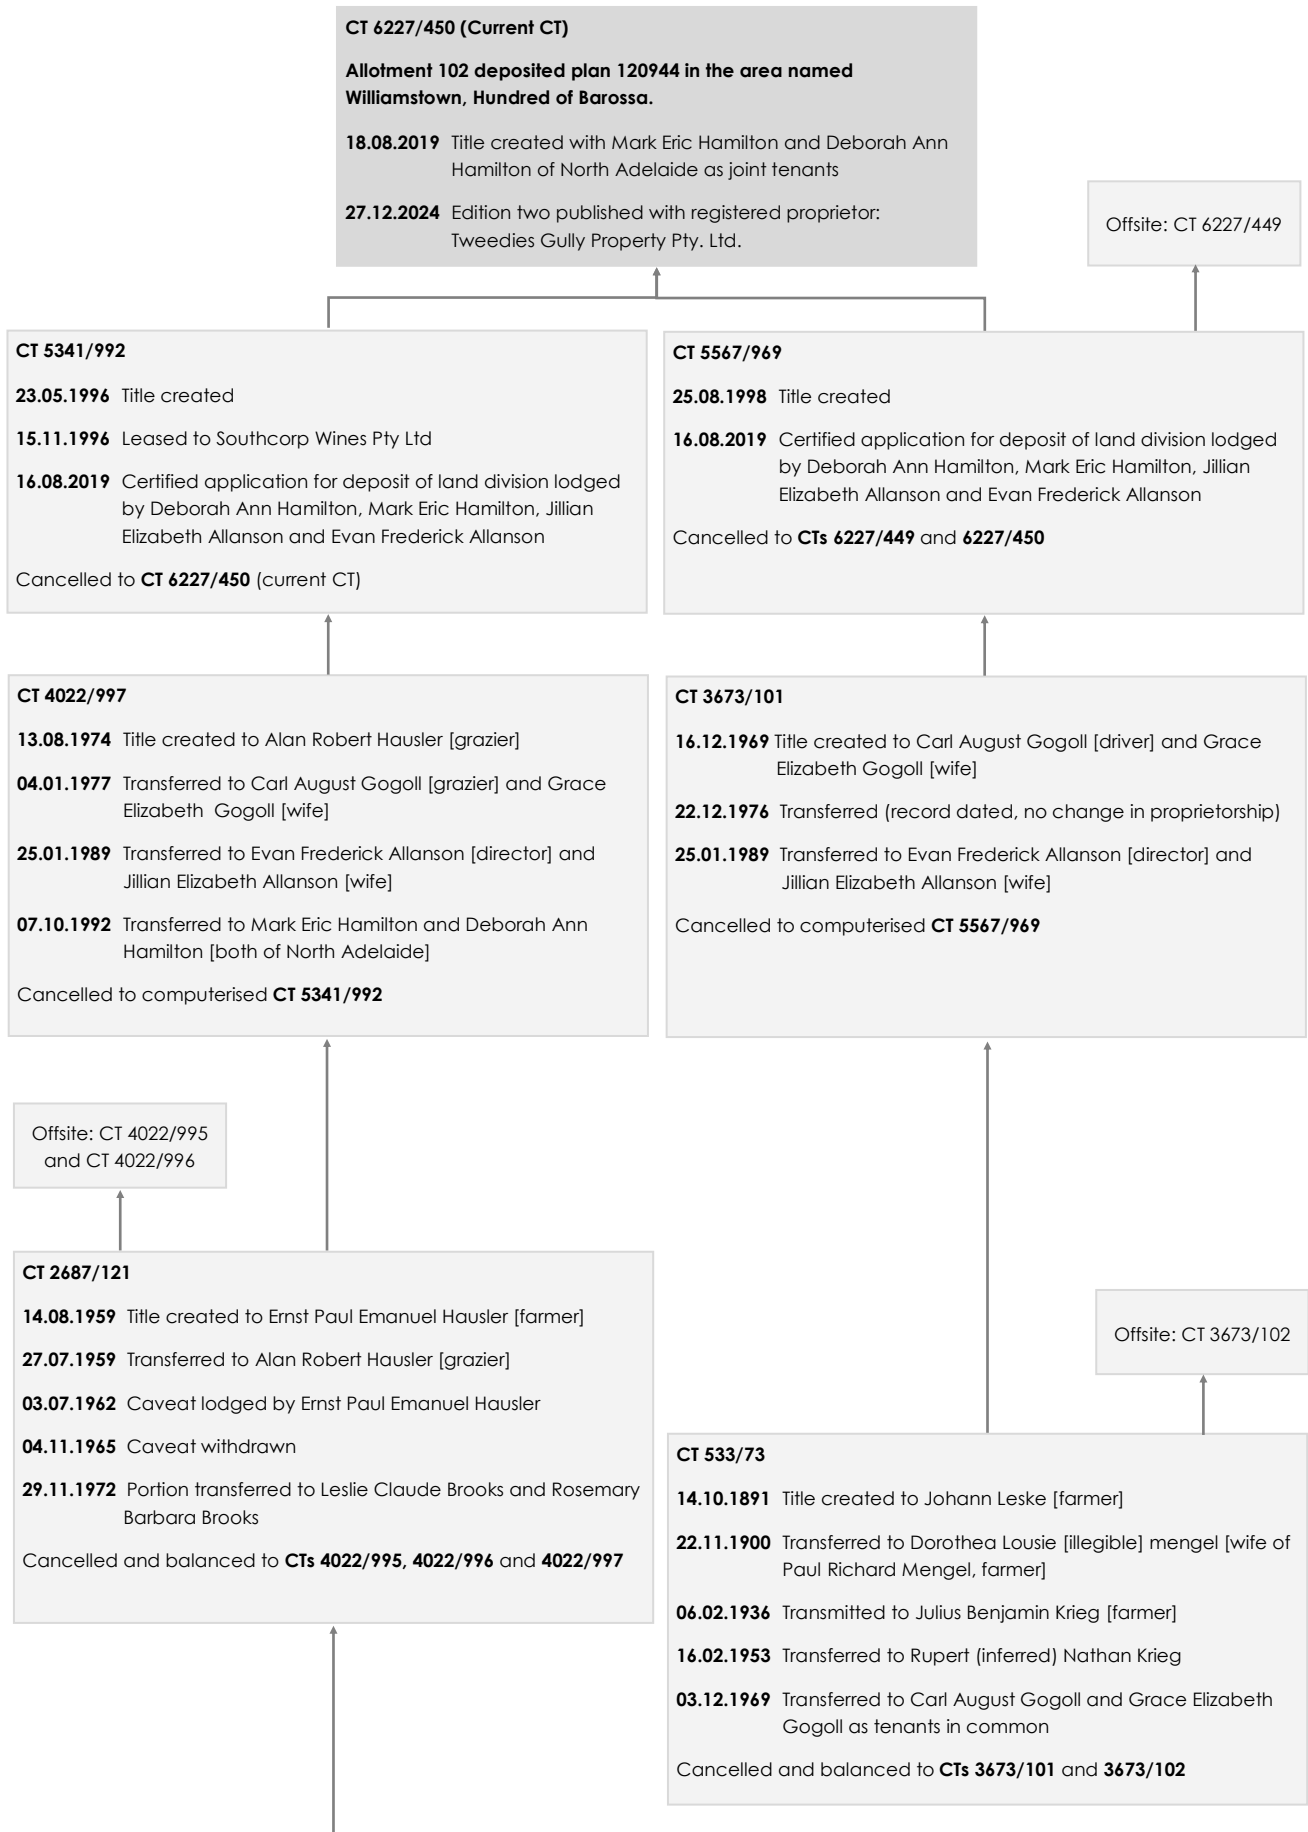 CT 6227/450 (Current CT)
Allotment 102 deposited plan 120944 in the area named
Williamstown, Hundred of Barossa.
18.08.2019 Title created with Mark Eric Hamilton and Deborah Ann
Hamilton of North Adelaide as joint tenants
27.12.2024 Edition two published with registered proprietor:
Tweedies Gully Property Pty. Ltd.
Offsite: CT 6227/449
CT 5341/992
23.05.1996 Title created
15.11.1996 Leased to Southcorp Wines Pty Ltd
16.08.2019 Certified application for deposit of land division lodged
by Deborah Ann Hamilton, Mark Eric Hamilton, Jillian
Elizabeth Allanson and Evan Frederick Allanson
Cancelled to CT 6227/450 (current CT)
CT 5567/969
25.08.1998 Title created
16.08.2019 Certified application for deposit of land division lodged
by Deborah Ann Hamilton, Mark Eric Hamilton, Jillian
Elizabeth Allanson and Evan Frederick Allanson
Cancelled to CTs 6227/449 and 6227/450
CT 4022/997
13.08.1974 Title created to Alan Robert Hausler [grazier]
04.01.1977 Transferred to Carl August Gogoll [grazier] and Grace
Elizabeth Gogoll [wife]
25.01.1989 Transferred to Evan Frederick Allanson [director] and
Jillian Elizabeth Allanson [wife]
07.10.1992 Transferred to Mark Eric Hamilton and Deborah Ann
Hamilton [both of North Adelaide]
Cancelled to computerised CT 5341/992
CT 3673/101
16.12.1969 Title created to Carl August Gogoll [driver] and Grace
Elizabeth Gogoll [wife]
22.12.1976 Transferred (record dated, no change in proprietorship)
25.01.1989 Transferred to Evan Frederick Allanson [director] and
Jillian Elizabeth Allanson [wife]
Cancelled to computerised CT 5567/969
Offsite: CT 4022/995
and CT 4022/996
CT 2687/121
14.08.1959 Title created to Ernst Paul Emanuel Hausler [farmer]
27.07.1959 Transferred to Alan Robert Hausler [grazier]
03.07.1962 Caveat lodged by Ernst Paul Emanuel Hausler
04.11.1965 Caveat withdrawn
29.11.1972 Portion transferred to Leslie Claude Brooks and Rosemary
Barbara Brooks
Cancelled and balanced to CTs 4022/995, 4022/996 and 4022/997
Offsite: CT 3673/102
CT 533/73
14.10.1891 Title created to Johann Leske [farmer]
22.11.1900 Transferred to Dorothea Lousie [illegible] mengel [wife of
Paul Richard Mengel, farmer]
06.02.1936 Transmitted to Julius Benjamin Krieg [farmer]
16.02.1953 Transferred to Rupert (inferred) Nathan Krieg
03.12.1969 Transferred to Carl August Gogoll and Grace Elizabeth
Gogoll as tenants in common
Cancelled and balanced to CTs 3673/101 and 3673/102